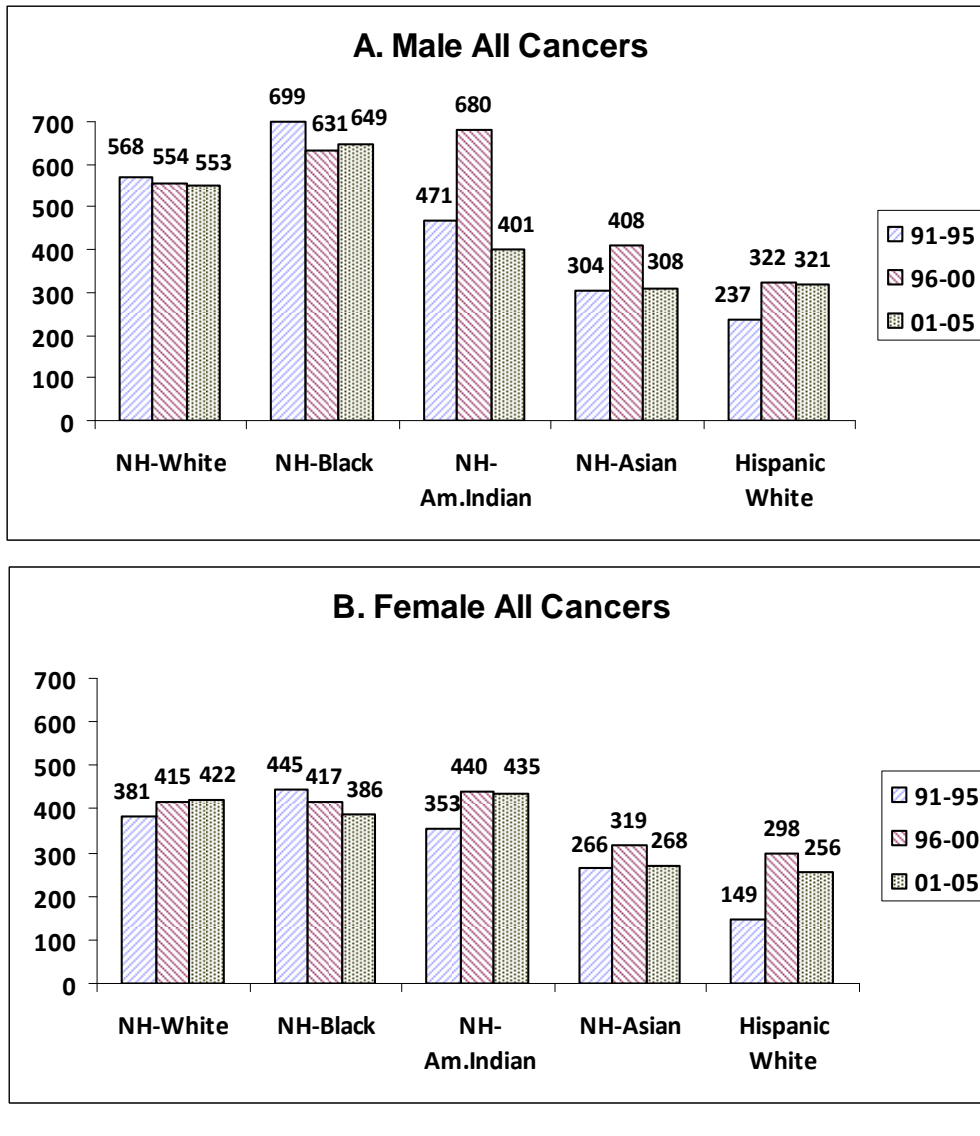 A. Male All Cancers
700
600
500
400
300
200
100
0
568 554 553
699 631 649
471 680 401
304 408 308
237 322 321
NH-White
NH-Black
NH-
Am.Indian
NH-Asian
Hispanic
White
91-95
96-00
01-05
B. Female All Cancers
700
600
500
400
300
200
100
0
381 415 422
445 417 386
353 440 435
266 319 268
149 298 256
NH-White
NH-Black
NH-
Am.Indian
NH-Asian
Hispanic
White
91-95
96-00
01-05